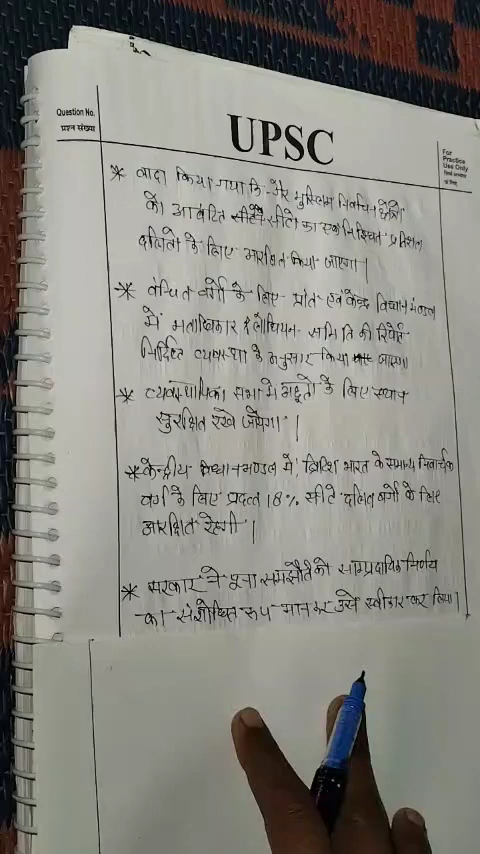 Question No.
प्रश्न संख्या
UPSC
For
Practice
Use Only
* वादा किया गया कि गैर मुस्लिम निर्वाचन क्षेत्रों
को आवंटित सीटों का एक निश्चित प्रतिशत
दलितों के लिए आरक्षित किया जाएगा।
* वंचित वर्गों के लिए प्रांत एवं केन्द्र विधानमंडल
में मताधिकार लोथियन समिति की रिपोर्ट
निर्दिष्ट व्यवस्था के अनुसार किया जाएगा
* व्यवस्थापिका सभा में अछूतों के लिए स्थान
सुरक्षित रखे जायेगा।
* केन्द्रीय विधानमण्डल में, ब्रिटिश भारत के सामान्य निर्वाचक
वर्ग के लिए प्रदत्त 18% सीटें दलित वर्गों के लिए
आरक्षित रहेगी।
* सरकार ने पूना समझौते को साम्प्रदायिक निर्णय
का संशोधित रूप मानकर उसे स्वीकार कर लिया।